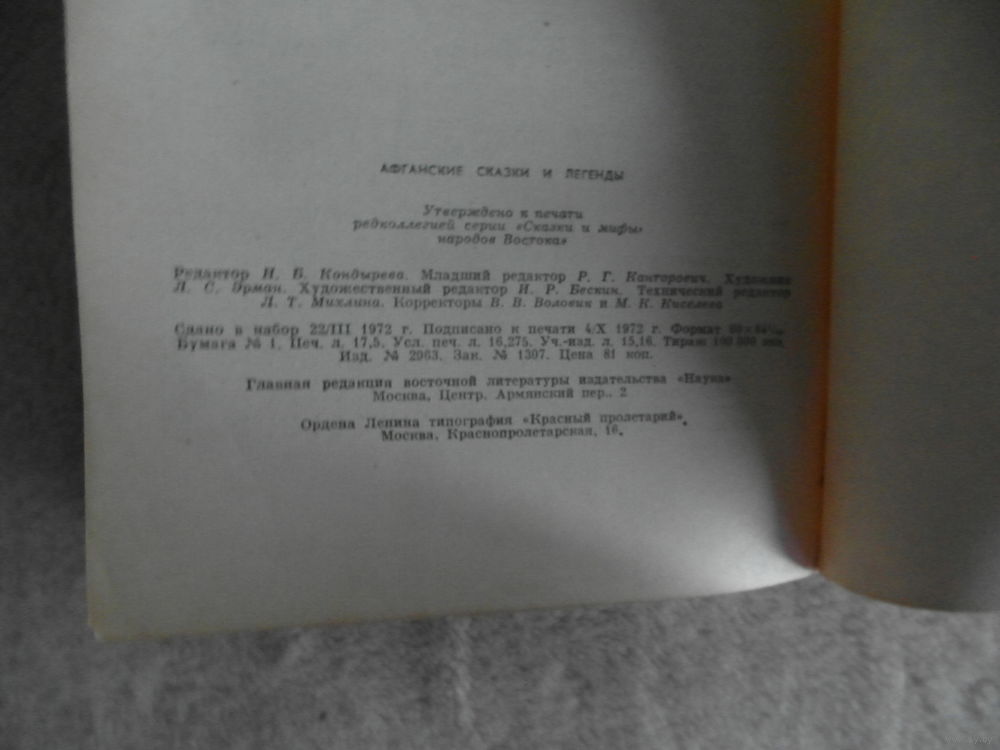 АФГАНСКИЕ СКАЗКИ И ЛЕГЕНДЫ
Утверждено к печати
редколлегией серии «Сказки и мифы
народов Востока»
Редактор И. Б. Кондырева. Младший редактор Р. Г. Канторович. Художник
Л. С. Эрман. Художественный редактор И. Р. Бескин. Технический редактор
Л. Т. Михлина. Корректоры В. В. Воловик и М. К. Киселева
Сдано в набор 22/III 1972 г. Подписано к печати 4/X 1972 г. Формат
Бумага № 1. Печ. л. 17,5. Усл. печ. л. 16,275. Уч.-изд. л. 15,16. Тираж
Изд. № 2963. Зак. № 1307. Цена 81 коп.
Главная редакция восточной литературы издательства «Наука»
Москва, Центр, Армянский пер., 2
Ордена Ленина типография «Красный пролетарий».
Москва, Краснопролетарская, 16.